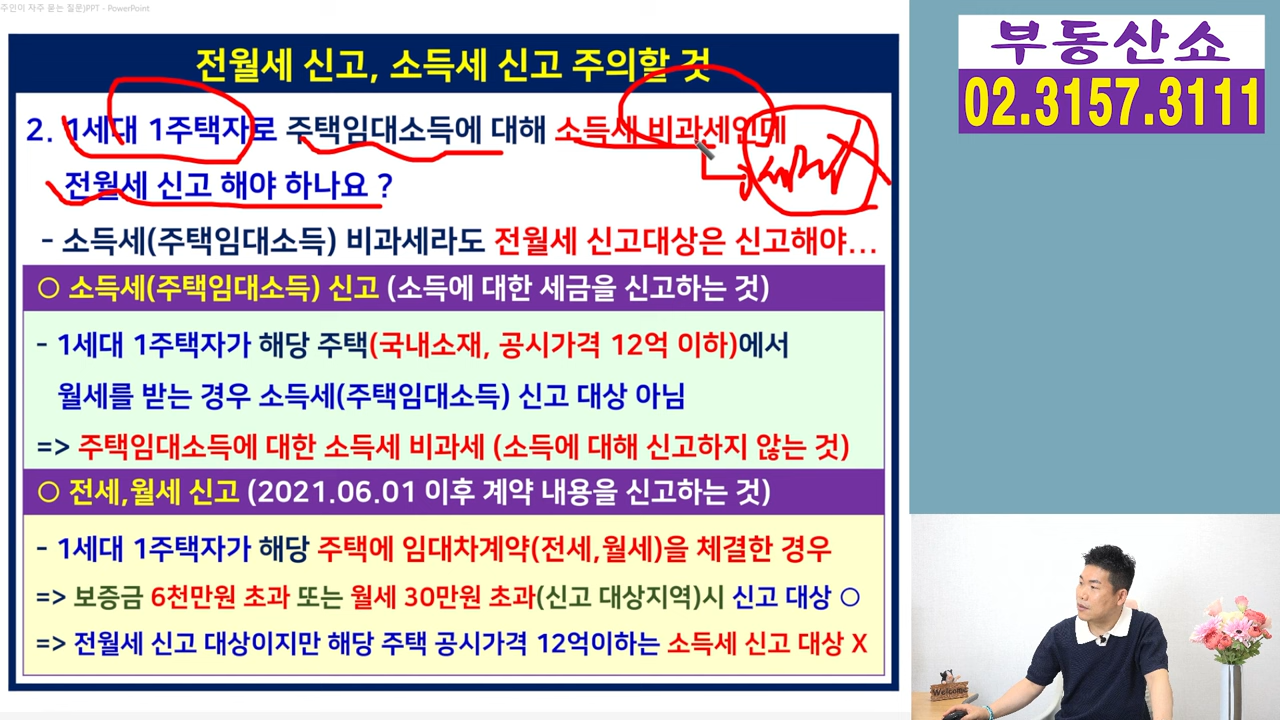 주인이 자주 묻는 질문)PPT - PowerPoint
전월세 신고, 소득세 신고 주의할 것
2. 1세대 1주택자로 주택임대소득에 대해 소득세 비과세인데
전월세 신고 해야 하나요 ?
- 소득세(주택임대소득) 비과세라도 전월세 신고대상은 신고해야...
○ 소득세(주택임대소득) 신고 (소득에 대한 세금을 신고하는 것)
- 1세대 1주택자가 해당 주택(국내소재, 공시가격 12억 이하)에서
월세를 받는 경우 소득세(주택임대소득) 신고 대상 아님
=> 주택임대소득에 대한 소득세 비과세 (소득에 대해 신고하지 않는 것)
○ 전세,월세 신고 (2021.06.01 이후 계약 내용을 신고하는 것)
- 1세대 1주택자가 해당 주택에 임대차계약(전세,월세)을 체결한 경우
=> 보증금 6천만원 초과 또는 월세 30만원 초과(신고 대상지역)시 신고 대상 ○
=> 전월세 신고 대상이지만 해당 주택 공시가격 12억이하는 소득세 신고 대상 X
부동산쇼
02.3157.3111
Welcome